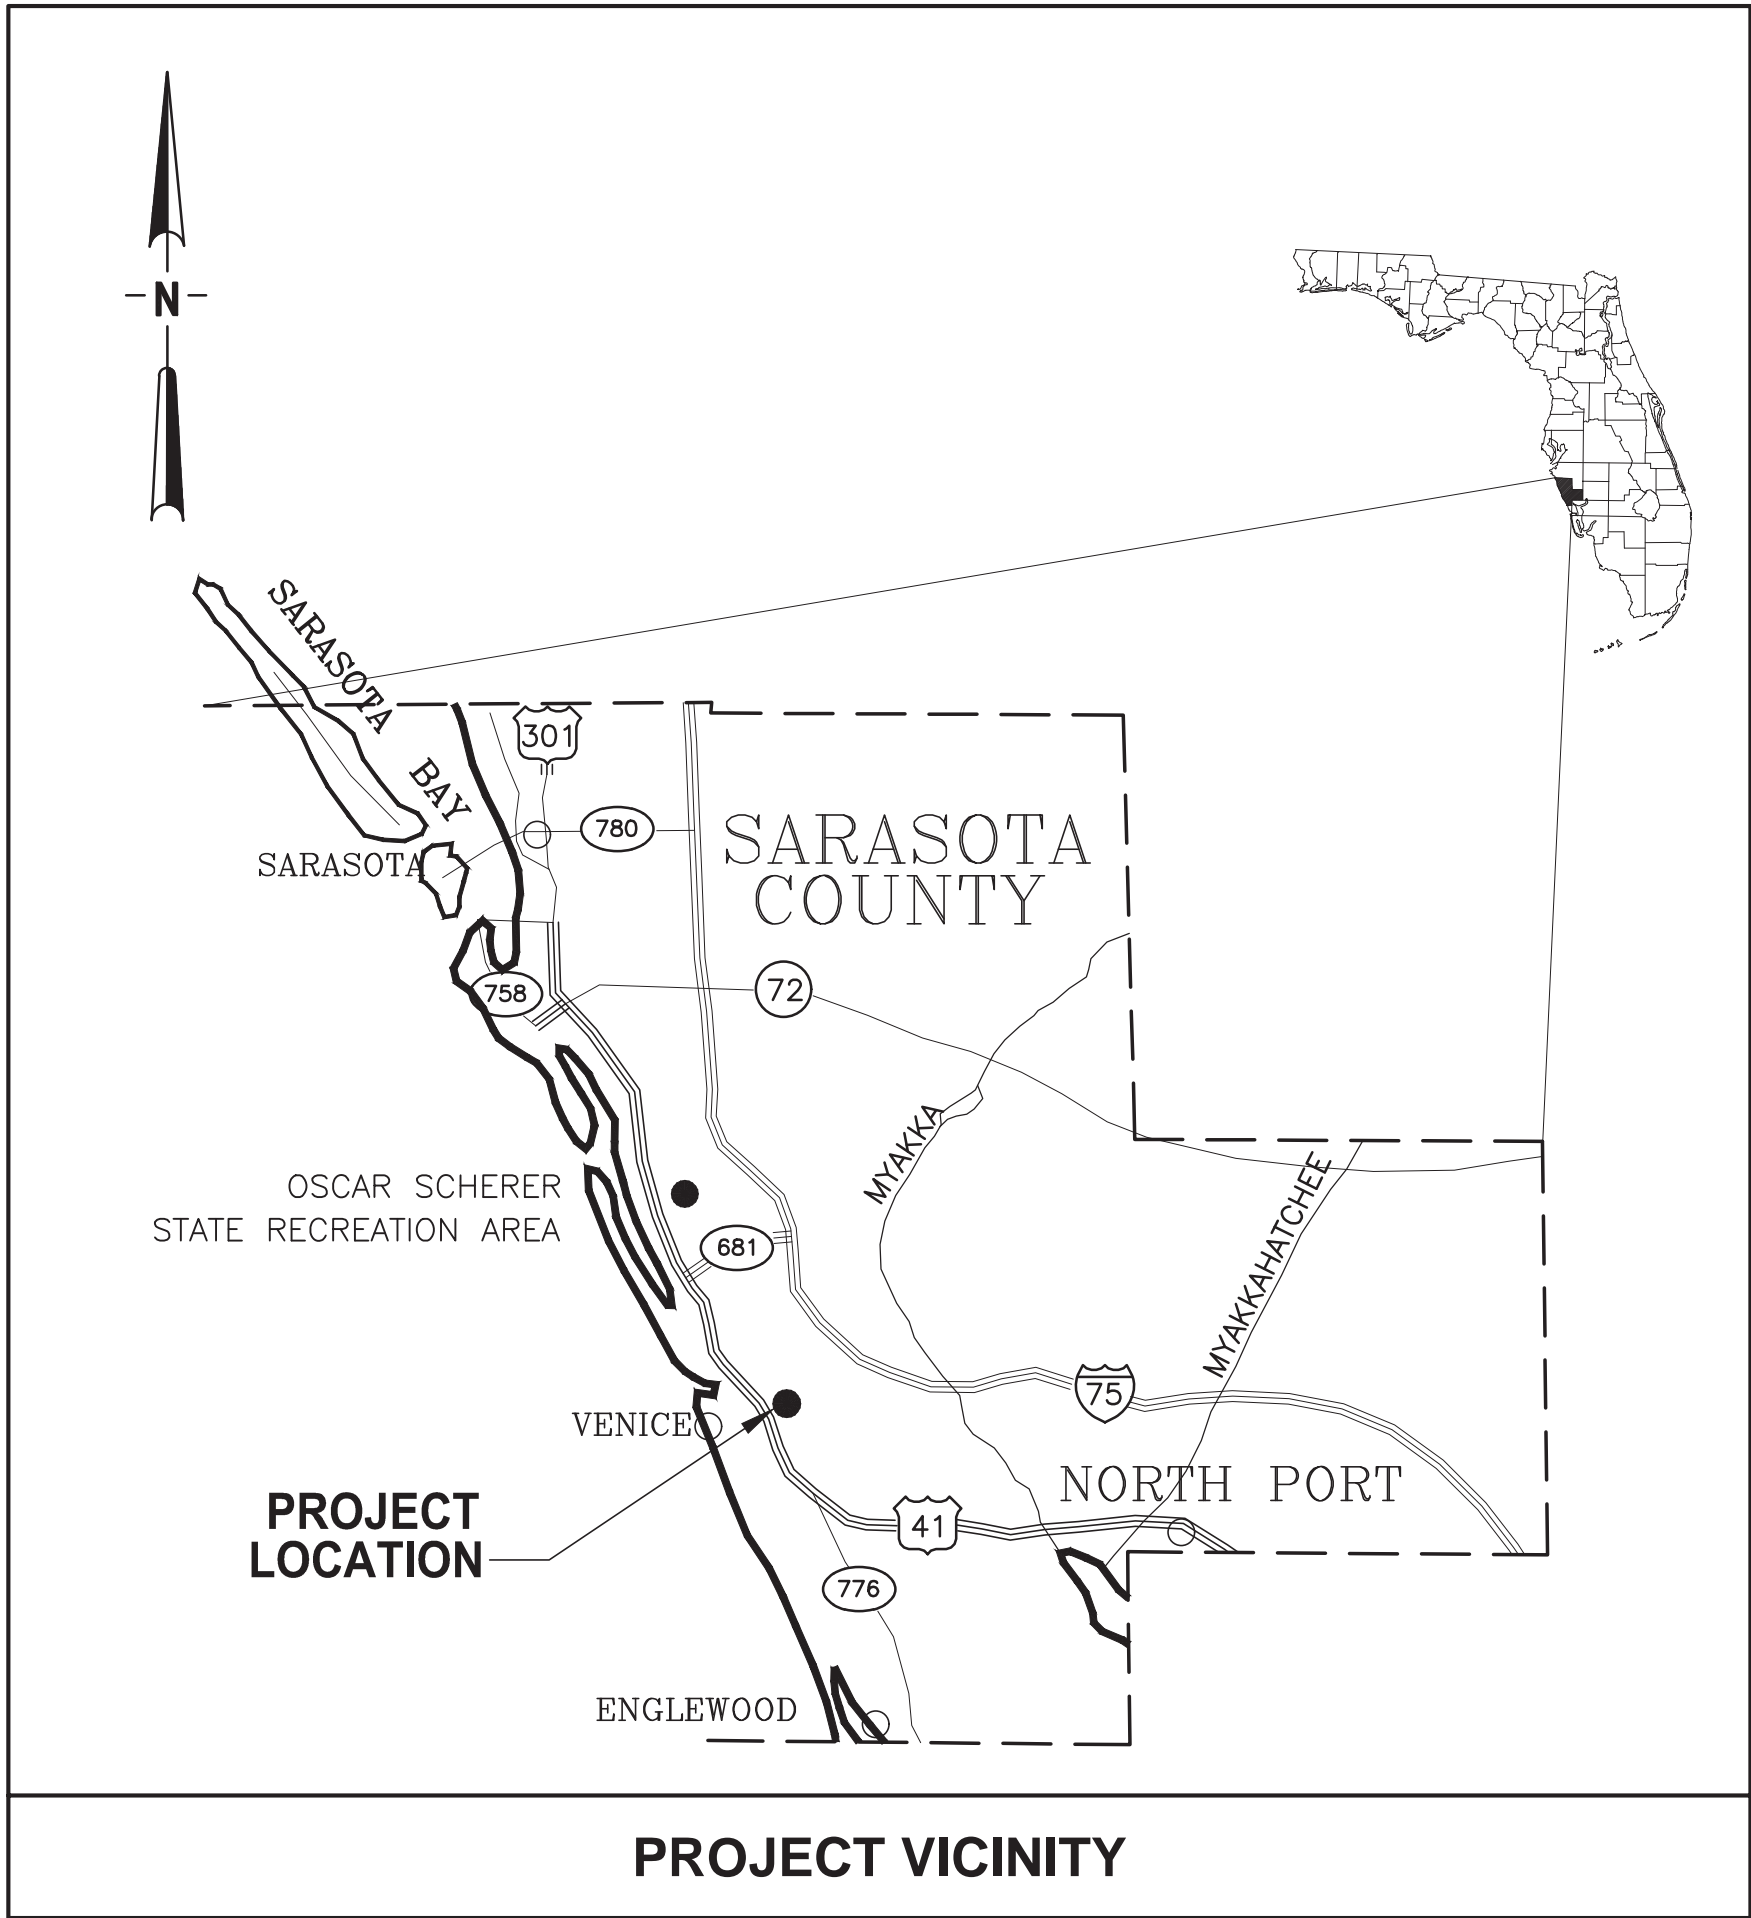 N
SARASOTA
BAY
301
780
SARASOTA
SARASOTA
COUNTY
758
72
MYAKKA
OSCAR SCHERER
STATE RECREATION AREA
681
MYAKKAHATCHEE
75
VENICE
NORTH PORT
PROJECT
LOCATION
41
776
ENGLEWOOD
PROJECT VICINITY